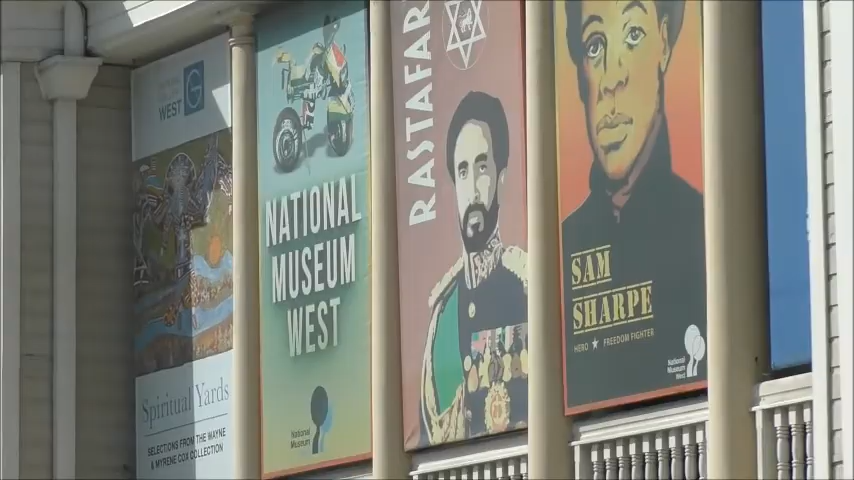 WEST
Spiritual Yards
SELECTIONS FROM THE WAYNE
& MYRENE COX COLLECTION
NATIONAL
MUSEUM
WEST
National
Museum
RASTAFAR
SAM
SHARPE
HERO ★ FREEDOM FIGHTER
National
Museum
West